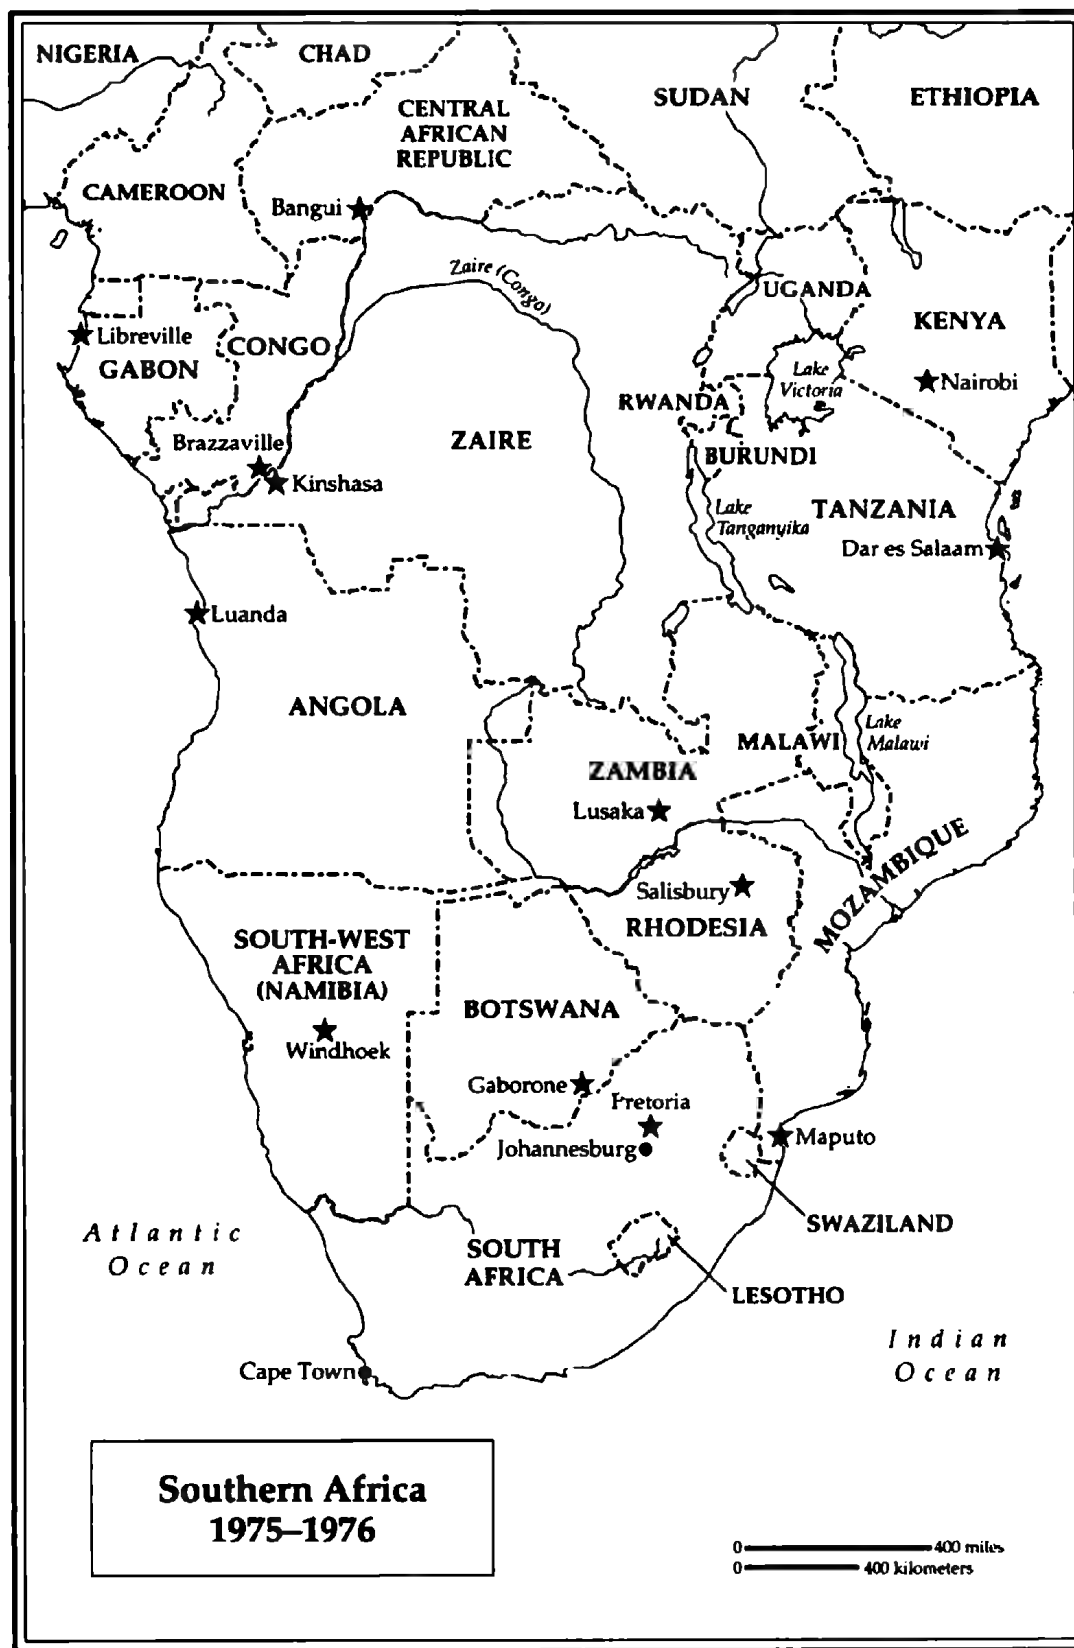 NIGERIA
CHAD
SUDAN
ETHIOPIA
CENTRAL
AFRICAN
REPUBLIC
CAMEROON
Bangui
Zaire (Congo)
UGANDA
KENYA
Libreville
GABON
CONGO
Lake
Victoria
Nairobi
RWANDA
ZAIRE
Brazzaville
BURUNDI
Kinshasa
Lake
Tanganyika
TANZANIA
Dar es Salaam
Luanda
ANGOLA
MALAWI
Lake
Malawi
ZAMBIA
Lusaka
MOZAMBIQUE
Salisbury
RHODESIA
SOUTH-WEST
AFRICA
(NAMIBIA)
BOTSWANA
Windhoek
Gaborone
Pretoria
Johannesburg
Maputo
Atlantic
Ocean
SWAZILAND
SOUTH
AFRICA
LESOTHO
Indian
Ocean
Cape Town
Southern Africa
1975–1976
0 400 miles
0 400 kilometers